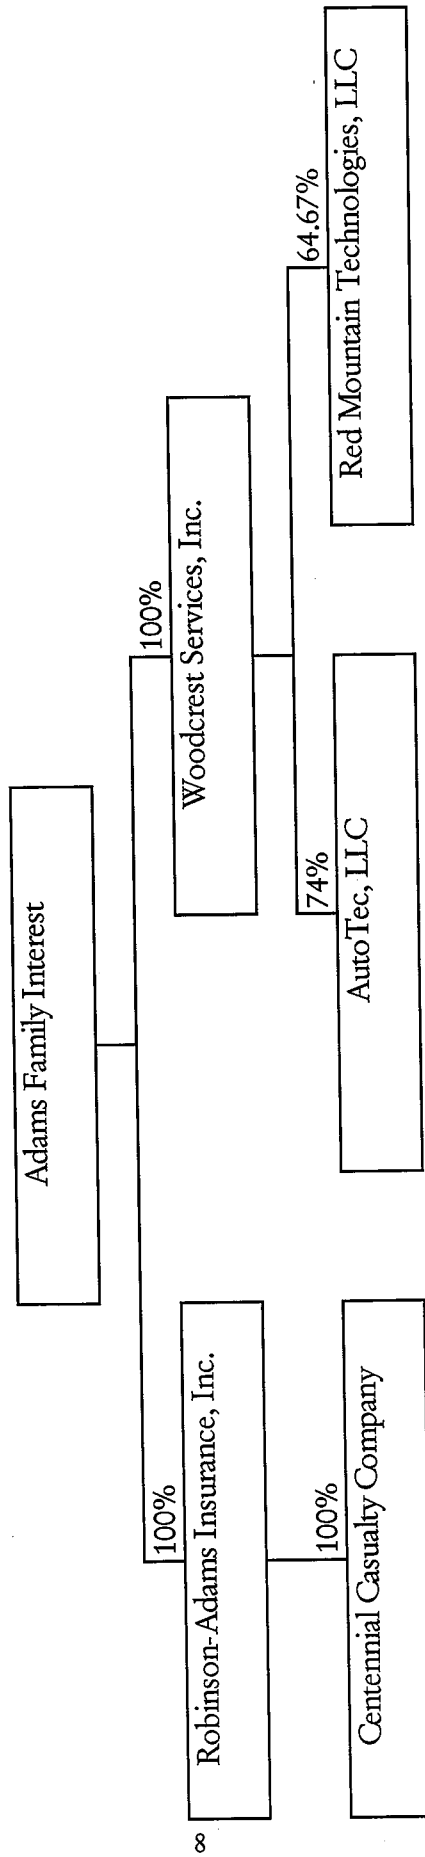 Adams Family Interest
100%
100%
Robinson-Adams Insurance, Inc.
Woodcrest Services, Inc.
100%
74%
64.67%
Centennial Casualty Company
AutoTec, LLC
Red Mountain Technologies, LLC
8